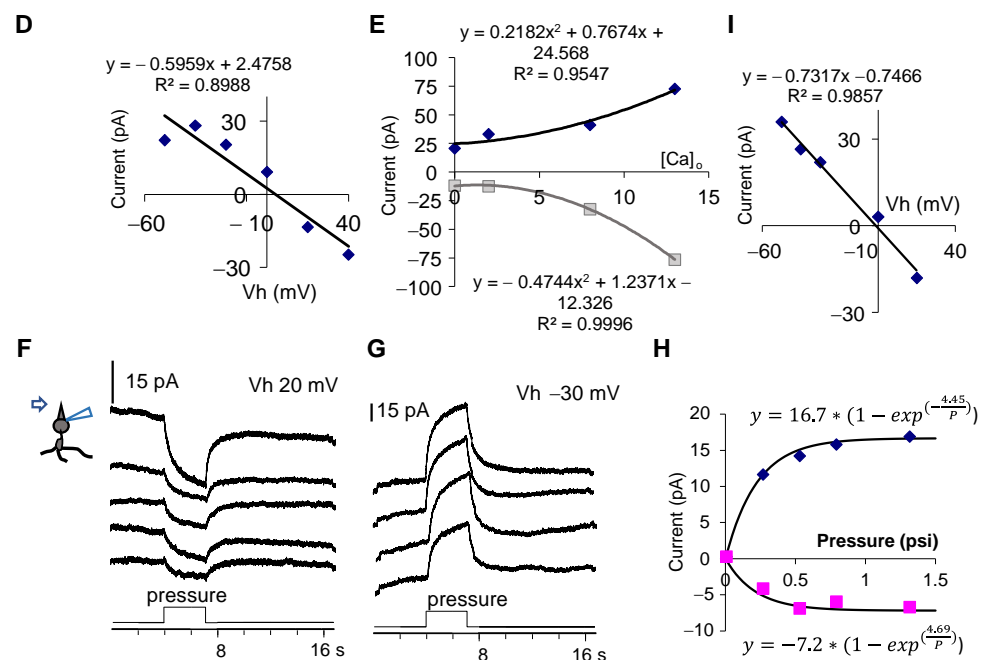 D
y = −0.5959x + 2.4758
R² = 0.8988
Current (pA)
30
0
−60
−10
40
−30
Vh (mV)
E
y = 0.2182x² + 0.7674x +
24.568
R² = 0.9547
Current (pA)
100
75
50
25
0
−25
−50
−75
−100
[Ca]ₒ
0
5
10
15
y = −0.4744x² + 1.2371x −
12.326
R² = 0.9996
I
y = −0.7317x −0.7466
R² = 0.9857
Current (pA)
30
Vh (mV)
0
−60
−10
40
−30
F
15 pA
Vh 20 mV
pressure
8
16 s
G
15 pA
Vh −30 mV
pressure
8
16 s
H
y = 16.7 * (1 − exp^(−4.45/P))
Current (pA)
20
15
10
5
0
−5
−10
Pressure (psi)
0
0.5
1
1.5
y = −7.2 * (1 − exp^(4.69/P))